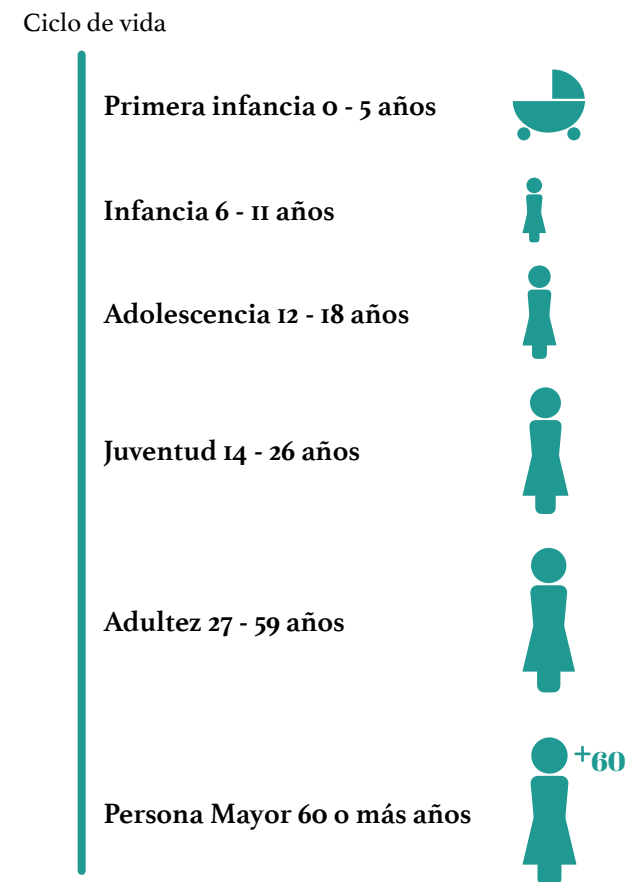 Ciclo de vida
Primera infancia 0 - 5 años
Infancia 6 - 11 años
Adolescencia 12 - 18 años
Juventud 14 - 26 años
Adultez 27 - 59 años
+60
Persona Mayor 60 o más años